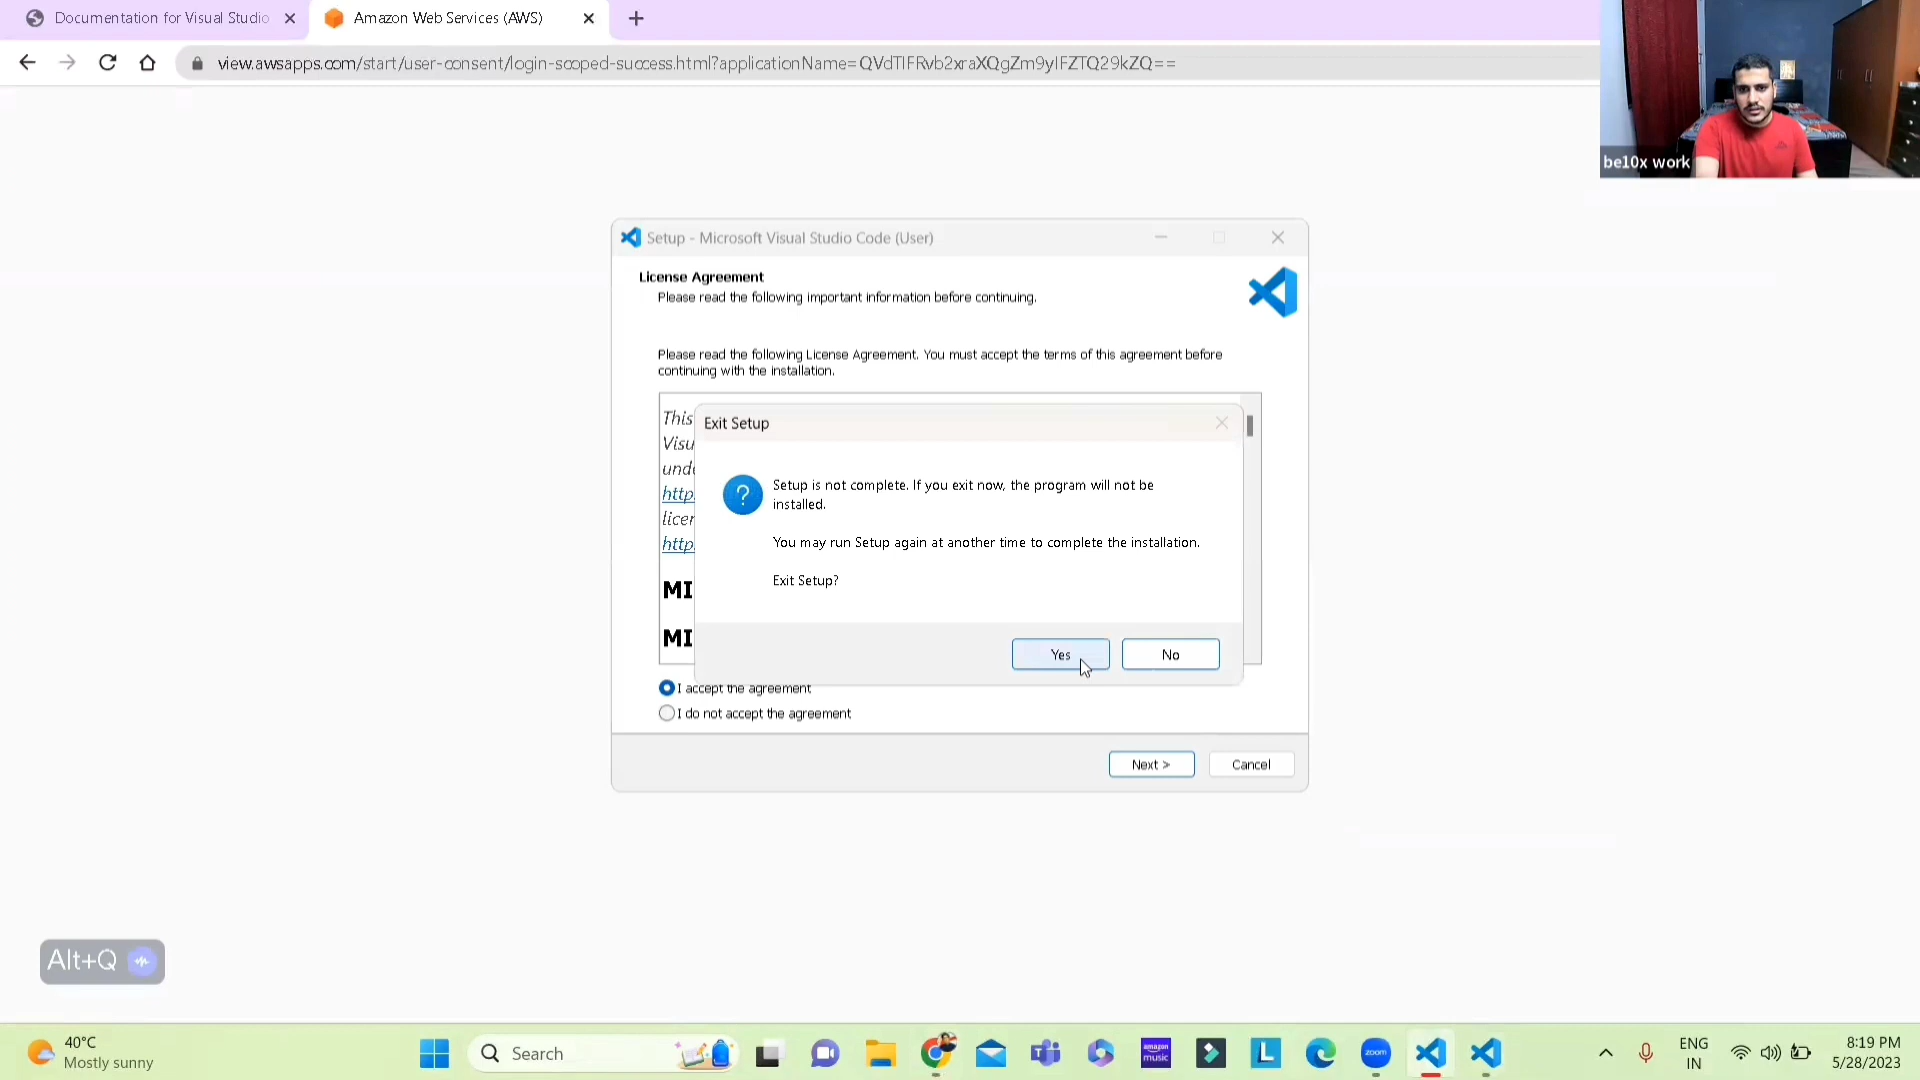 Documentation for Visual Studio
Amazon Web Services (AWS)
view.awsapps.com/start/user-consent/login-scoped-success.html?applicationName=QVdTIFRvb2xraXQgZm9yIFZTQ29kZQ==
be10x work
Setup - Microsoft Visual Studio Code (User)
License Agreement
Please read the following important information before continuing.
Please read the following License Agreement. You must accept the terms of this agreement before
continuing with the installation.
This
Visu
unde
http
licen
http
MI
MI
Exit Setup
Setup is not complete. If you exit now, the program will not be
installed.
You may run Setup again at another time to complete the installation.
Exit Setup?
Yes
No
I accept the agreement
I do not accept the agreement
Next >
Cancel
Alt+Q
40°C
Mostly sunny
Search
amazon
music
L
zoom
ENG
IN
8:19 PM
5/28/2023